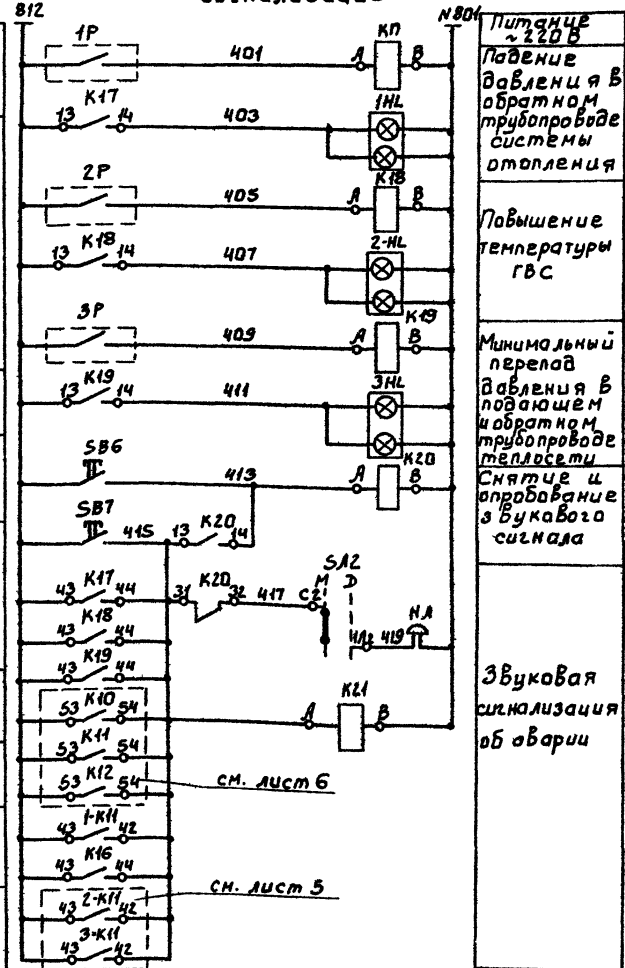 812
N801
Питание
~220В
1Р
401
А
КП
В
Падение
давления в
обратном
трубопроводе
системы
отопления
13 К17 14
403
1HL
2Р
405
А
К18
В
Повышение
температуры
ГВС
13 К18 14
407
2-HL
3Р
409
А
К19
В
Минимальный
перепад
давления в
подающем
и обратном
трубопроводе
теплосети
13 К19 14
411
3HL
SB6
413
А
К20
В
Снятие и
опробование
звукового
сигнала
SB7
415
13 К20 14
43 К17 44
31 К20 32
417
С2
SA2
М Д
419
НА
Звуковая
сигнализация
об аварии
43 К18 44
43 К19 44
53 К10 54
А
К21
В
53 К11 54
53 К12 54
см. лист 6
43 1-К11 42
43 К16 44
см. лист 5
43 2-К11 42
43 3-К11 42